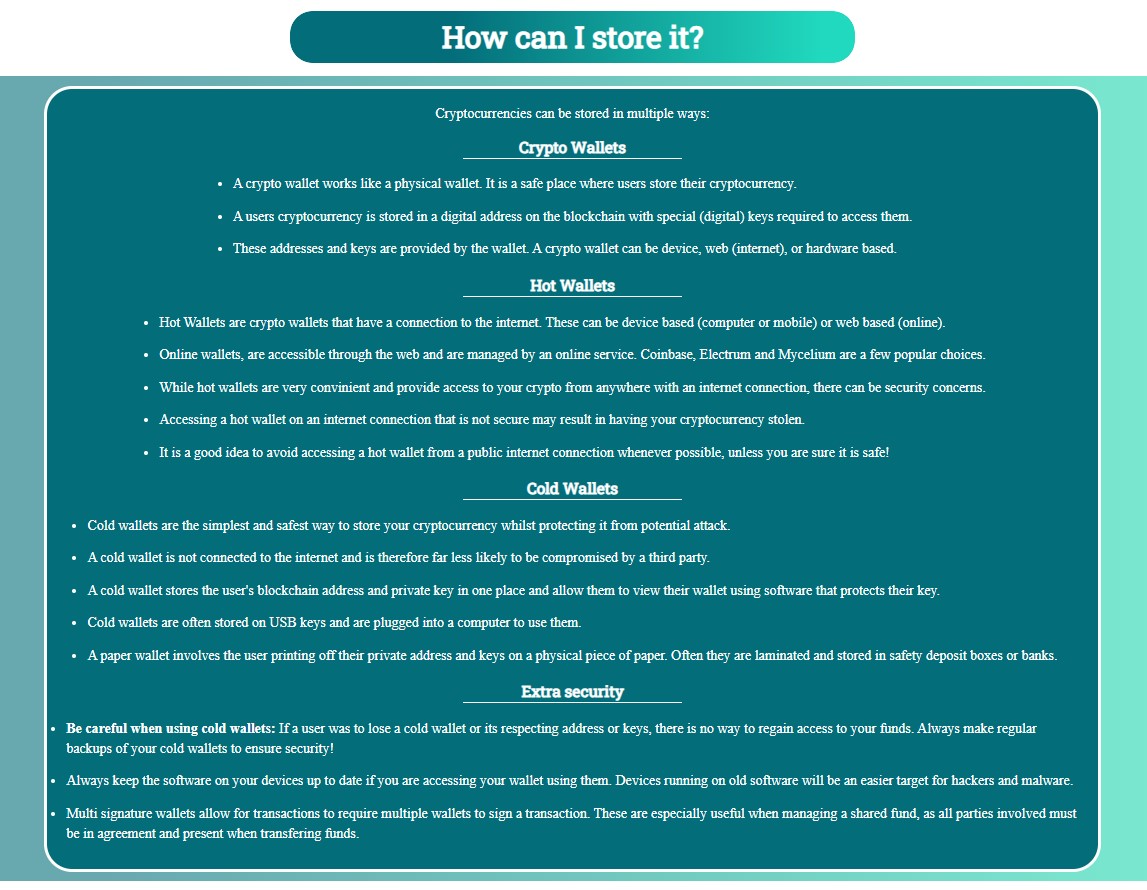 How can I store it?
Cryptocurrencies can be stored in multiple ways:
Crypto Wallets
• A crypto wallet works like a physical wallet. It is a safe place where users store their cryptocurrency.
• A users cryptocurrency is stored in a digital address on the blockchain with special (digital) keys required to access them.
• These addresses and keys are provided by the wallet. A crypto wallet can be device, web (internet), or hardware based.
Hot Wallets
• Hot Wallets are crypto wallets that have a connection to the internet. These can be device based (computer or mobile) or web based (online).
• Online wallets, are accessible through the web and are managed by an online service. Coinbase, Electrum and Mycelium are a few popular choices.
• While hot wallets are very convinient and provide access to your crypto from anywhere with an internet connection, there can be security concerns.
• Accessing a hot wallet on an internet connection that is not secure may result in having your cryptocurrency stolen.
• It is a good idea to avoid accessing a hot wallet from a public internet connection whenever possible, unless you are sure it is safe!
Cold Wallets
• Cold wallets are the simplest and safest way to store your cryptocurrency whilst protecting it from potential attack.
• A cold wallet is not connected to the internet and is therefore far less likely to be compromised by a third party.
• A cold wallet stores the user's blockchain address and private key in one place and allow them to view their wallet using software that protects their key.
• Cold wallets are often stored on USB keys and are plugged into a computer to use them.
• A paper wallet involves the user printing off their private address and keys on a physical piece of paper. Often they are laminated and stored in safety deposit boxes or banks.
Extra security
• Be careful when using cold wallets: If a user was to lose a cold wallet or its respecting address or keys, there is no way to regain access to your funds. Always make regular
backups of your cold wallets to ensure security!
• Always keep the software on your devices up to date if you are accessing your wallet using them. Devices running on old software will be an easier target for hackers and malware.
• Multi signature wallets allow for transactions to require multiple wallets to sign a transaction. These are especially useful when managing a shared fund, as all parties involved must
be in agreement and present when transfering funds.